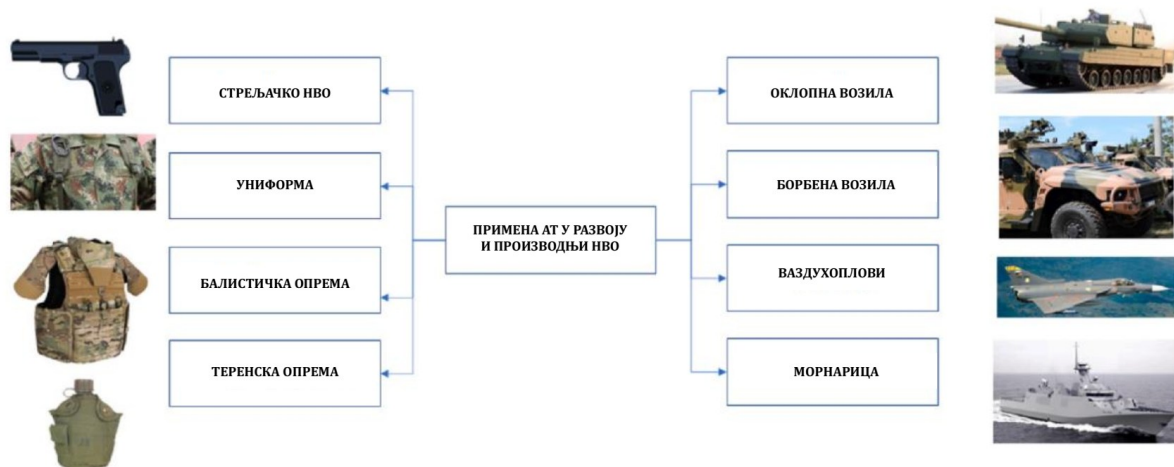 СТРЕЉАЧКО НВО
УНИФОРМА
БАЛИСТИЧКА ОПРЕМА
ТЕРЕНСКА ОПРЕМА
ПРИМЕНА АТ У РАЗВОЈУ
И ПРОИЗВОДЊИ НВО
ОКЛОПНА ВОЗИЛА
БОРБЕНА ВОЗИЛА
ВАЗДУХОПЛОВИ
МОРНАРИЦА